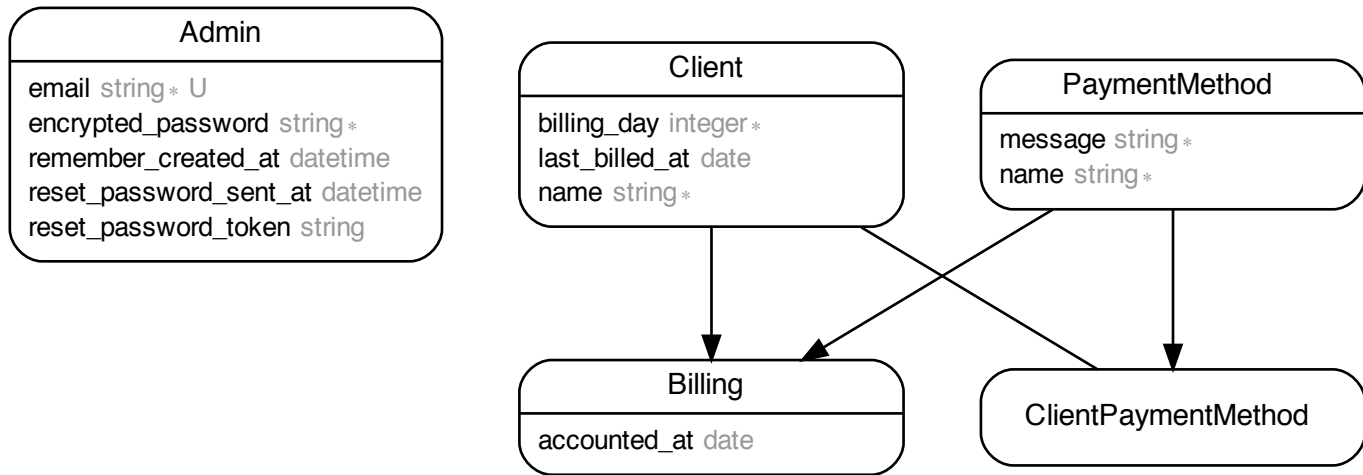 Admin
email string* U
encrypted_password string*
remember_created_at datetime
reset_password_sent_at datetime
reset_password_token string
Client
billing_day integer*
last_billed_at date
name string*
PaymentMethod
message string*
name string*
Billing
accounted_at date
ClientPaymentMethod